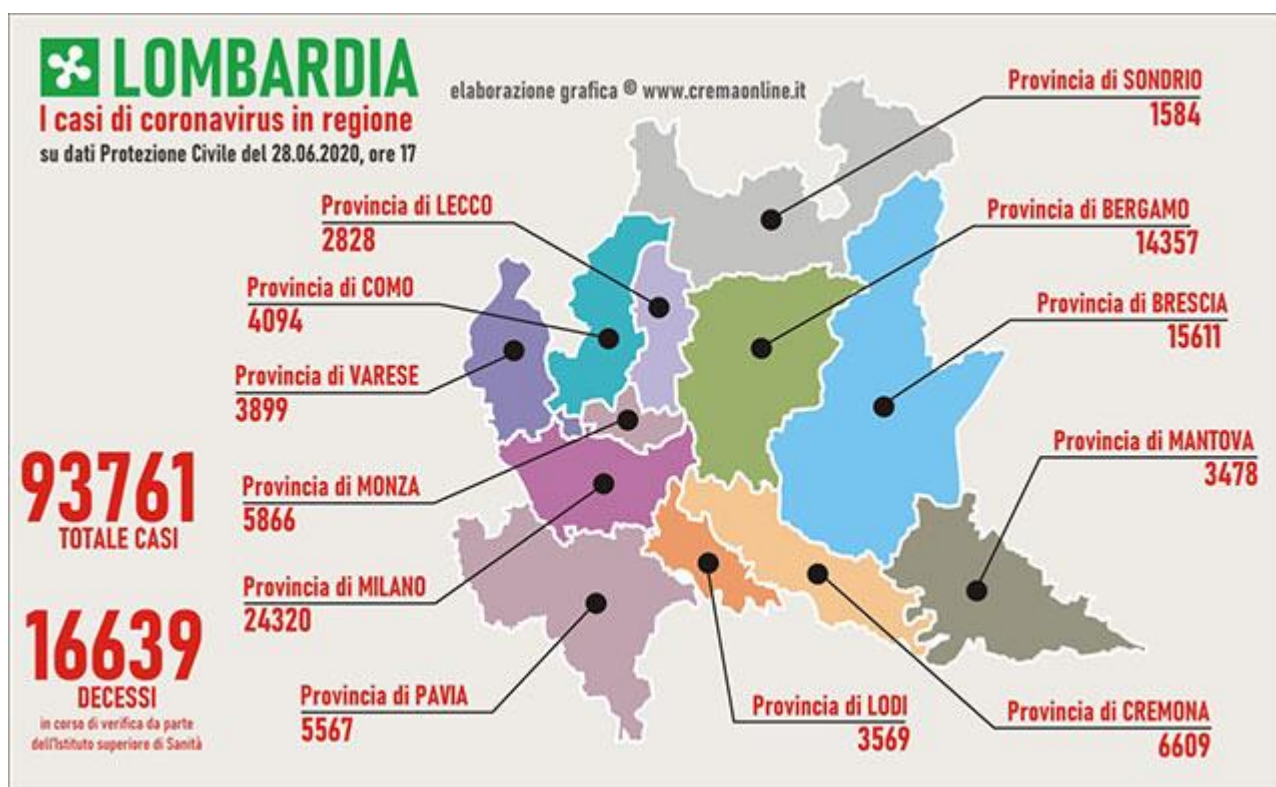 LOMBARDIA
I casi di coronavirus in regione
su dati Protezione Civile del 28.06.2020, ore 17
elaborazione grafica © www.cremaonline.it
Provincia di SONDRIO
1584
Provincia di LECCO
2828
Provincia di BERGAMO
14357
Provincia di COMO
4094
Provincia di BRESCIA
15611
Provincia di VARESE
3899
Provincia di MANTOVA
3478
93761
TOTALE CASI
Provincia di MONZA
5866
Provincia di MILANO
24320
16639
DECESSI
in corso di verifica da parte
dell'Istituto superiore di Sanità
Provincia di PAVIA
5567
Provincia di LODI
3569
Provincia di CREMONA
6609